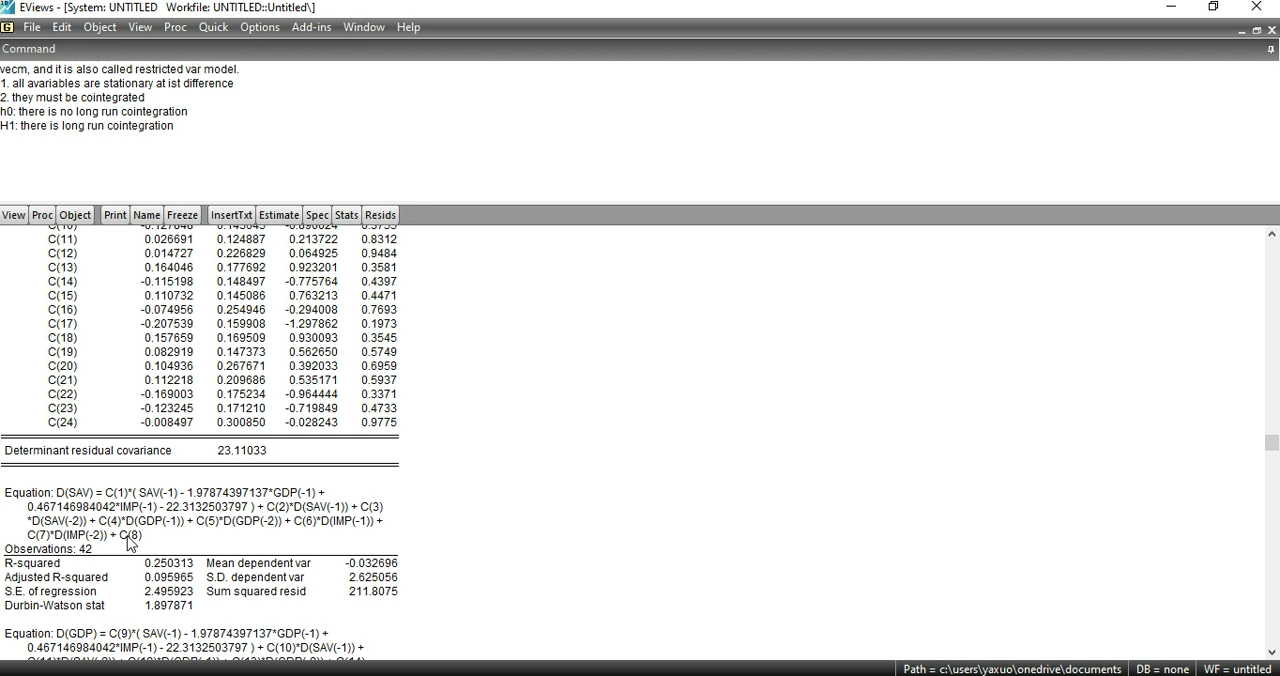 EViews - [System: UNTITLED Workfile: UNTITLED::Untitled\]
File Edit Object View Proc Quick Options Add-ins Window Help
Command
vecm, and it is also called restricted var model.
1. all avariables are stationary at ist difference
2. they must be cointegrated
h0: there is no long run cointegration
H1: there is long run cointegration
View Proc Object Print Name Freeze InsertTxt Estimate Spec Stats Resids
C(11) 0.026691 0.124887 0.213722 0.8312
C(12) 0.014727 0.226829 0.064925 0.9484
C(13) 0.164046 0.177692 0.923201 0.3581
C(14) -0.115198 0.148497 -0.775764 0.4397
C(15) 0.110732 0.145086 0.763213 0.4471
C(16) -0.074956 0.254946 -0.294008 0.7693
C(17) -0.207539 0.159908 -1.297862 0.1973
C(18) 0.157659 0.169509 0.930093 0.3545
C(19) 0.082919 0.147373 0.562650 0.5749
C(20) 0.104936 0.267671 0.392033 0.6959
C(21) 0.112218 0.209686 0.535171 0.5937
C(22) -0.169003 0.175234 -0.964444 0.3371
C(23) -0.123245 0.171210 -0.719849 0.4733
C(24) -0.008497 0.300850 -0.028243 0.9775
Determinant residual covariance 23.11033
Equation: D(SAV) = C(1)*( SAV(-1) - 1.97874397137*GDP(-1) +
0.467146984042*IMP(-1) - 22.3132503797 ) + C(2)*D(SAV(-1)) + C(3)
*D(SAV(-2)) + C(4)*D(GDP(-1)) + C(5)*D(GDP(-2)) + C(6)*D(IMP(-1)) +
C(7)*D(IMP(-2)) + C(8)
Observations: 42
R-squared 0.250313 Mean dependent var -0.032696
Adjusted R-squared 0.095965 S.D. dependent var 2.625056
S.E. of regression 2.495923 Sum squared resid 211.8075
Durbin-Watson stat 1.897871
Equation: D(GDP) = C(9)*( SAV(-1) - 1.97874397137*GDP(-1) +
0.467146984042*IMP(-1) - 22.3132503797 ) + C(10)*D(SAV(-1)) +
Path = c:\users\yaxuo\onedrive\documents DB = none WF = untitled